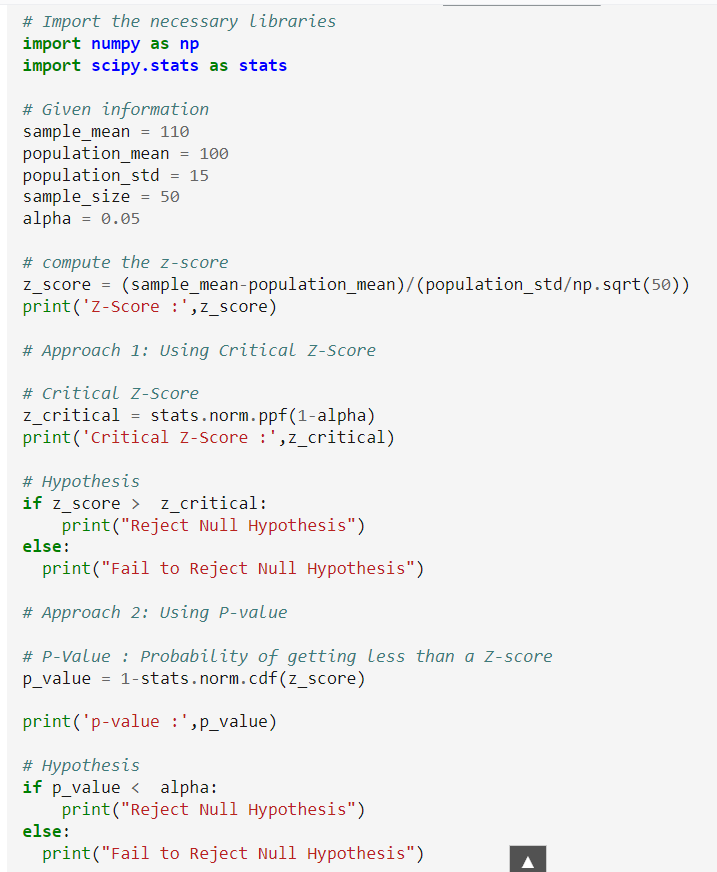 # Import the necessary libraries
import numpy as np
import scipy.stats as stats
# Given information
sample_mean = 110
population_mean = 100
population_std = 15
sample_size = 50
alpha = 0.05
# compute the z-score
z_score = (sample_mean-population_mean)/(population_std/np.sqrt(50))
print('Z-Score :',z_score)
# Approach 1: Using Critical Z-Score
# Critical Z-Score
z_critical = stats.norm.ppf(1-alpha)
print('Critical Z-Score :',z_critical)
# Hypothesis
if z_score >  z_critical:
    print("Reject Null Hypothesis")
else:
  print("Fail to Reject Null Hypothesis")
# Approach 2: Using P-value
# P-Value : Probability of getting less than a Z-score
p_value = 1-stats.norm.cdf(z_score)
print('p-value :',p_value)
# Hypothesis
if p_value <  alpha:
    print("Reject Null Hypothesis")
else:
  print("Fail to Reject Null Hypothesis")